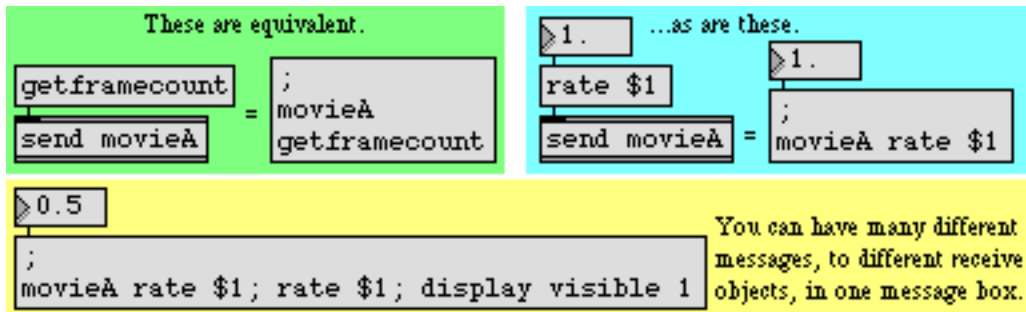 These are equivalent.
getframecount
send movieA
=
;
movieA
getframecount
...as are these.
1.
rate $1
send movieA
=
1.
;
movieA rate $1
0.5
;
movieA rate $1; rate $1; display visible 1
You can have many different
messages, to different receive
objects, in one message box.